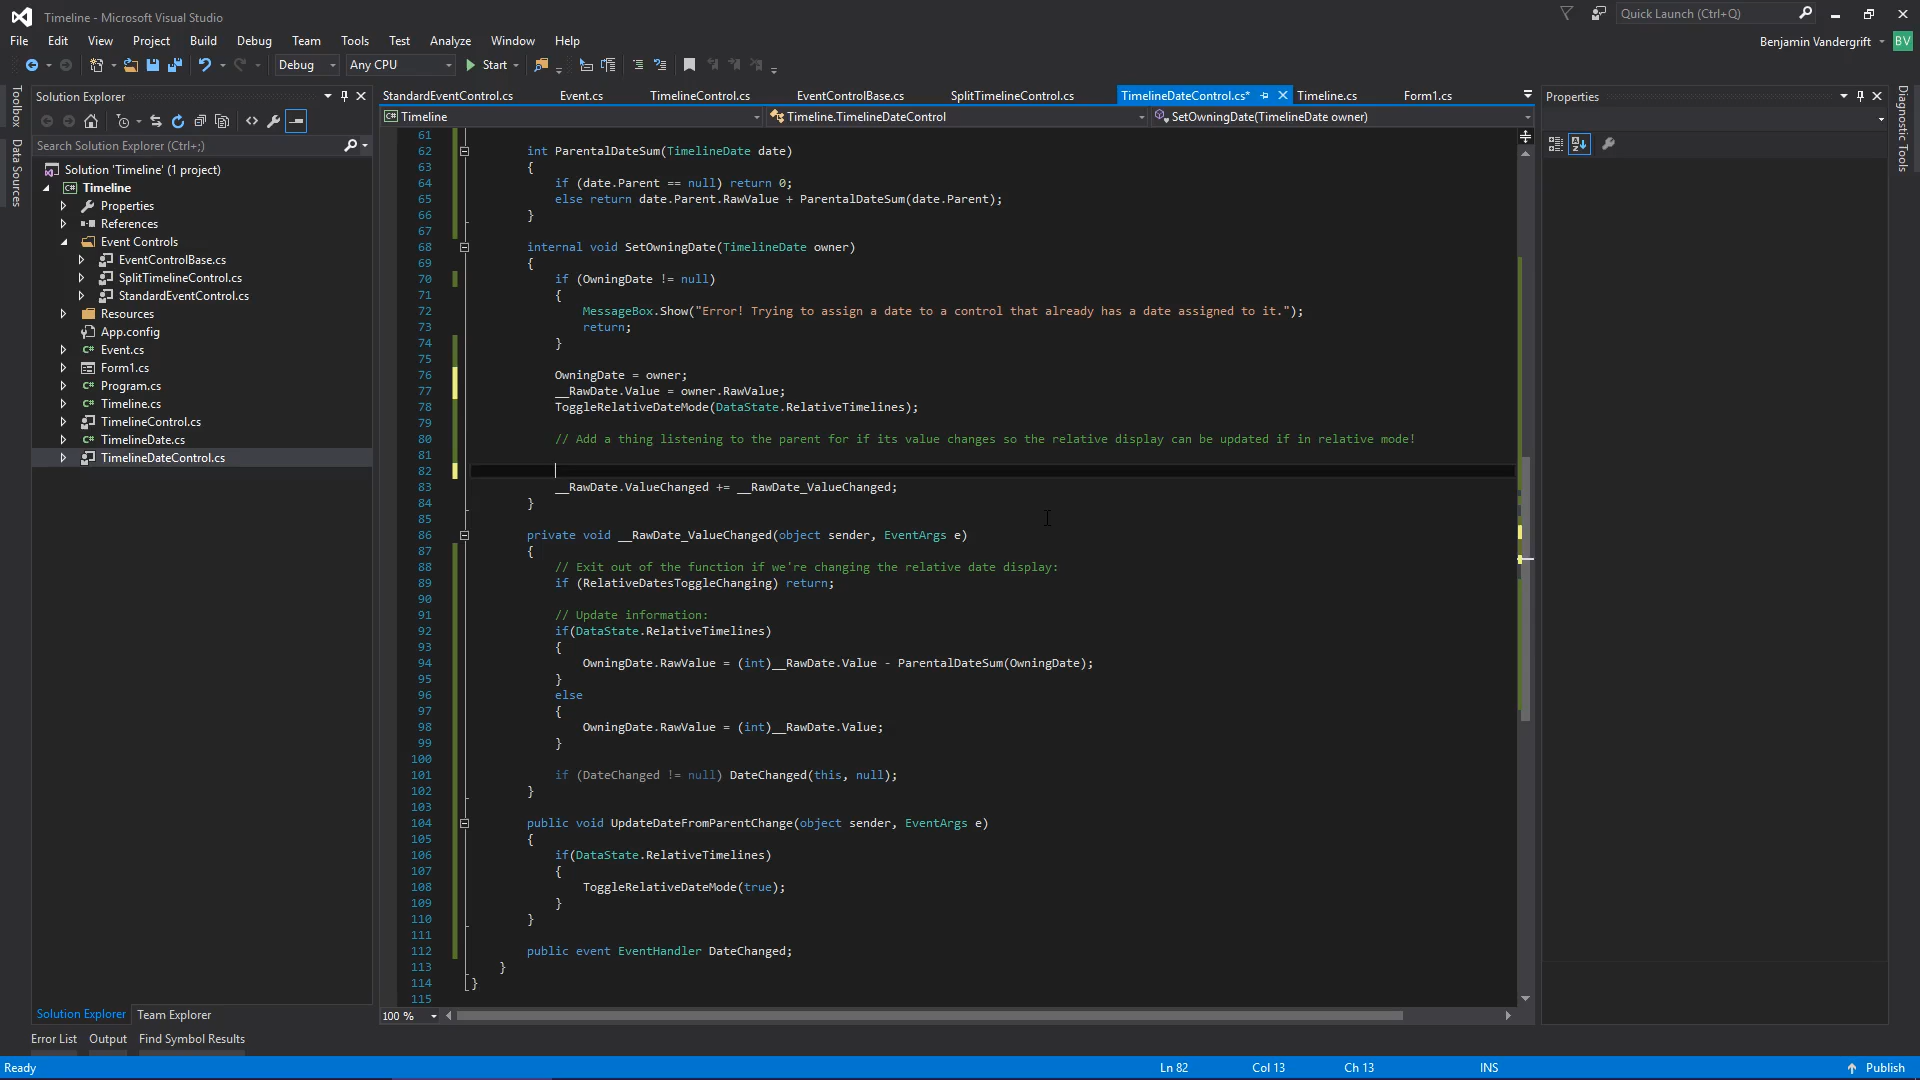 Timeline - Microsoft Visual Studio
Quick Launch (Ctrl+Q)
File Edit View Project Build Debug Team Tools Test Analyze Window Help
Benjamin Vandergrift BV
Debug Any CPU Start
Toolbox
Data Sources
Solution Explorer
Search Solution Explorer (Ctrl+;)
Solution 'Timeline' (1 project)
C# Timeline
Properties
References
Event Controls
EventControlBase.cs
SplitTimelineControl.cs
StandardEventControl.cs
Resources
App.config
C# Event.cs
Form1.cs
C# Program.cs
C# Timeline.cs
TimelineControl.cs
C# TimelineDate.cs
TimelineDateControl.cs
Solution Explorer Team Explorer
StandardEventControl.cs Event.cs TimelineControl.cs EventControlBase.cs SplitTimelineControl.cs TimelineDateControl.cs* Timeline.cs Form1.cs
C# Timeline Timeline.TimelineDateControl SetOwningDate(TimelineDate owner)
61
62 int ParentalDateSum(TimelineDate date)
63 {
64 if (date.Parent == null) return 0;
65 else return date.Parent.RawValue + ParentalDateSum(date.Parent);
66 }
67
68 internal void SetOwningDate(TimelineDate owner)
69 {
70 if (OwningDate != null)
71 {
72 MessageBox.Show("Error! Trying to assign a date to a control that already has a date assigned to it.");
73 return;
74 }
75
76 OwningDate = owner;
77 __RawDate.Value = owner.RawValue;
78 ToggleRelativeDateMode(DataState.RelativeTimelines);
79
80 // Add a thing listening to the parent for if its value changes so the relative display can be updated if in relative mode!
81
82
83 __RawDate.ValueChanged += __RawDate_ValueChanged;
84 }
85
86 private void __RawDate_ValueChanged(object sender, EventArgs e)
87 {
88 // Exit out of the function if we're changing the relative date display:
89 if (RelativeDatesToggleChanging) return;
90
91 // Update information:
92 if(DataState.RelativeTimelines)
93 {
94 OwningDate.RawValue = (int)__RawDate.Value - ParentalDateSum(OwningDate);
95 }
96 else
97 {
98 OwningDate.RawValue = (int)__RawDate.Value;
99 }
100
101 if (DateChanged != null) DateChanged(this, null);
102 }
103
104 public void UpdateDateFromParentChange(object sender, EventArgs e)
105 {
106 if(DataState.RelativeTimelines)
107 {
108 ToggleRelativeDateMode(true);
109 }
110 }
111
112 public event EventHandler DateChanged;
113 }
114 }
115
100 %
Properties
Diagnostic Tools
Error List Output Find Symbol Results
Ready Ln 82 Col 13 Ch 13 INS Publish